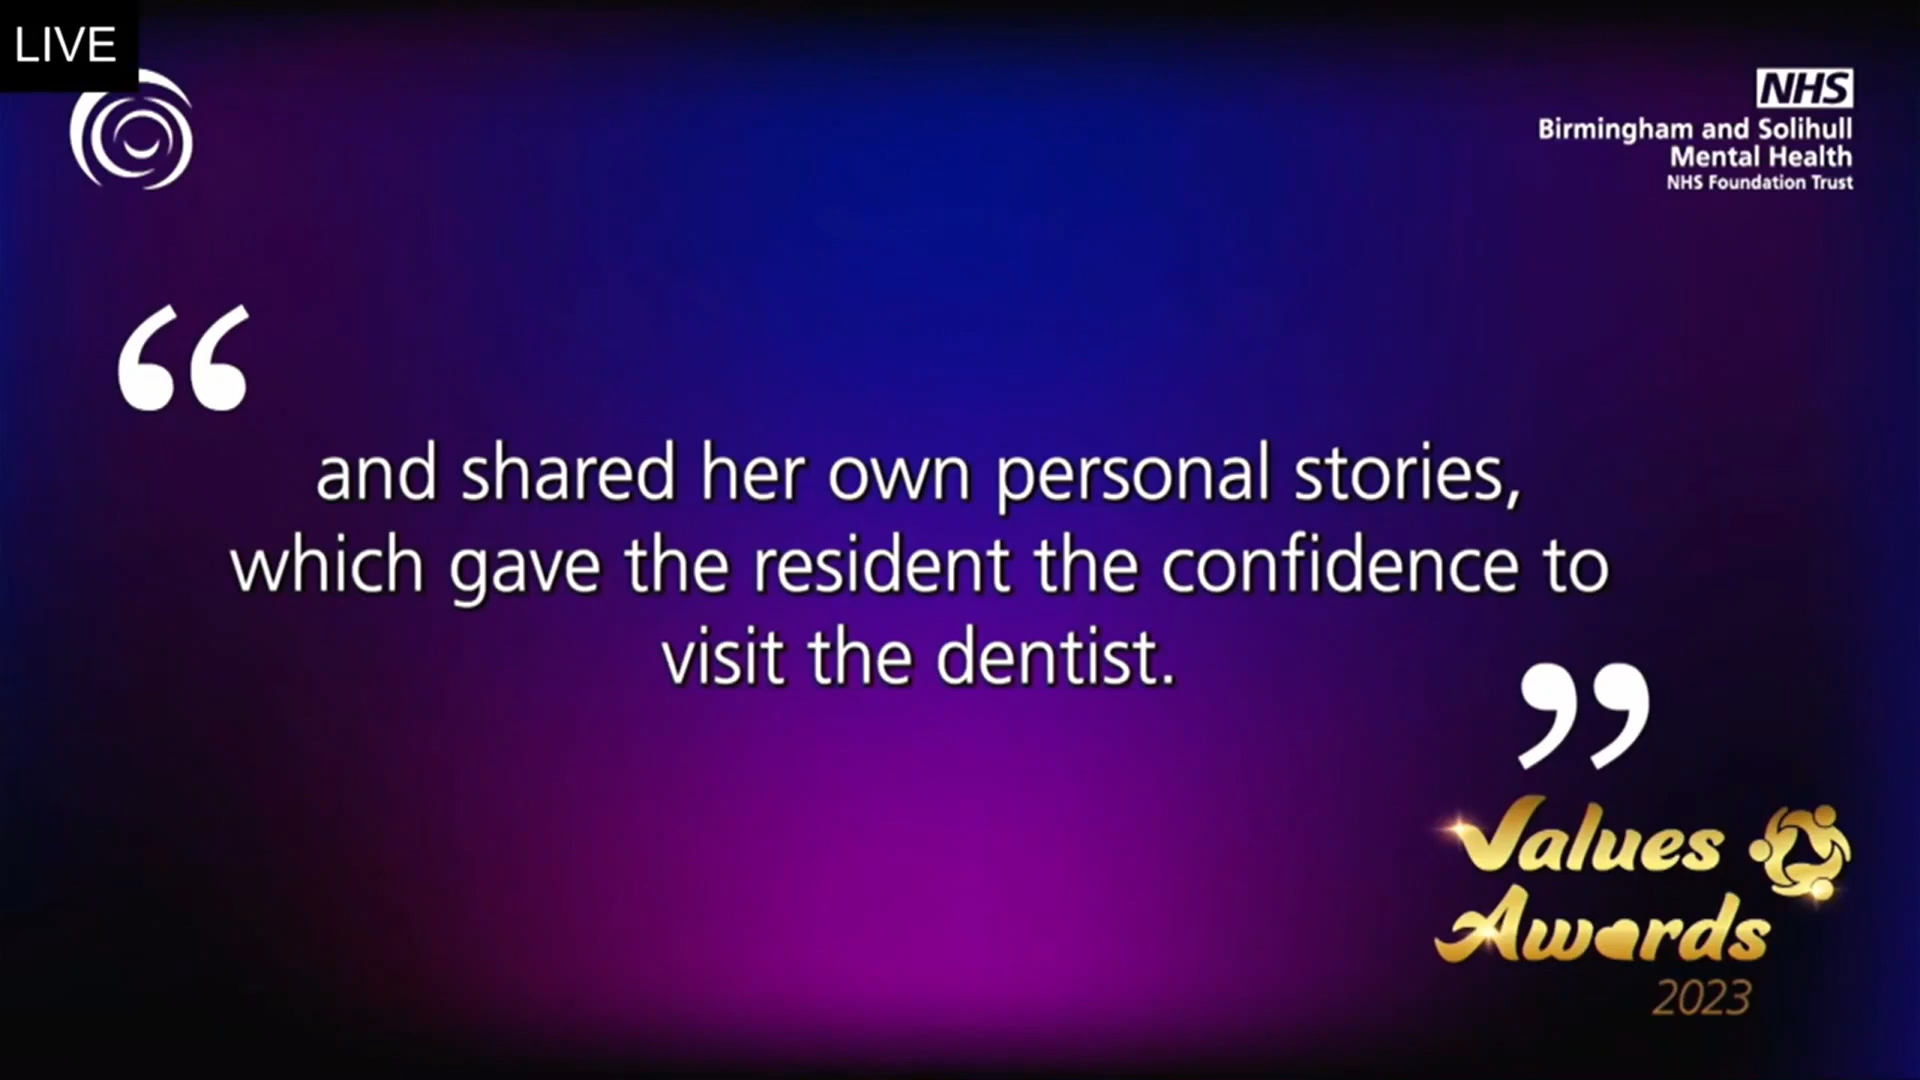 LIVE
NHS
Birmingham and Solihull
Mental Health
NHS Foundation Trust
“
and shared her own personal stories,
which gave the resident the confidence to
visit the dentist.
”
Values
Awards
2023